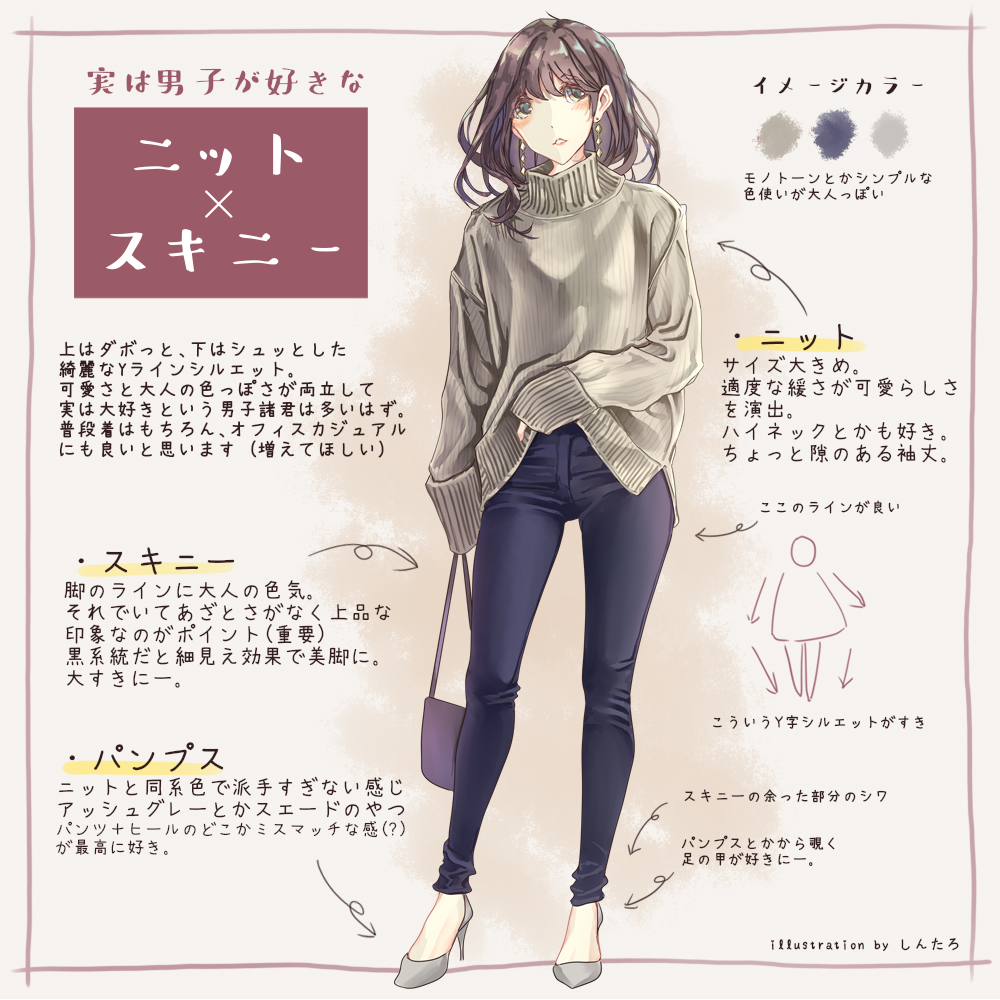 実は男子が好きな
ニット
×
スキニー
イメージカラー
モノトーンとかシンプルな
色使いが大人っぽい
上はダボっと、下はシュッとした
綺麗なYラインシルエット。
可愛さと大人の色っぽさが両立して
実は大好きという男子諸君は多いはず。
普段着はもちろん、オフィスカジュアル
にも良いと思います（増えてほしい）
・ニット
サイズ大きめ。
適度な緩さが可愛らしさ
を演出。
ハイネックとかも好き。
ちょっと隙のある袖丈。
ここのラインが良い
こういうY字シルエットがすき
・スキニー
脚のラインに大人の色気。
それでいてあざとさがなく上品な
印象なのがポイント(重要)
黒系統だと細見え効果で美脚に。
大すきにー。
・パンプス
ニットと同系色で派手すぎない感じ
アッシュグレーとかスエードのやつ
パンツ+ヒールのどこかミスマッチな感(?)
が最高に好き。
スキニーの余った部分のシワ
パンプスとかから覗く
足の甲が好きにー。
illustration by しんたろ